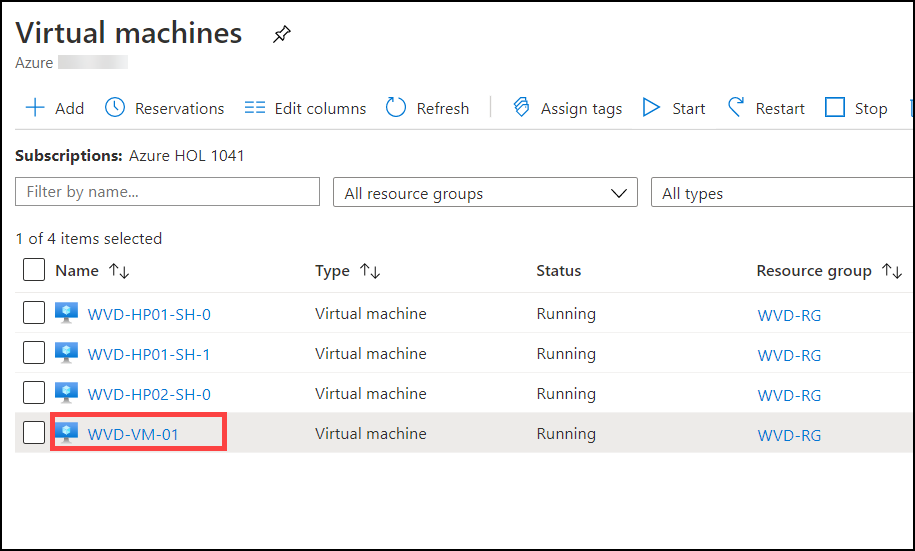 Virtual machines
Azure
Add Reservations Edit columns Refresh Assign tags Start Restart Stop
Subscriptions: Azure HOL 1041
Filter by name... All resource groups All types
1 of 4 items selected
Name Type Status Resource group
WVD-HP01-SH-0 Virtual machine Running WVD-RG
WVD-HP01-SH-1 Virtual machine Running WVD-RG
WVD-HP02-SH-0 Virtual machine Running WVD-RG
WVD-VM-01 Virtual machine Running WVD-RG